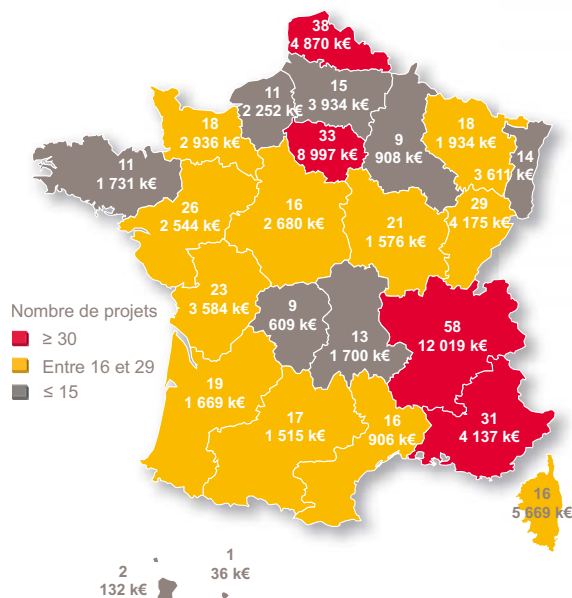 38
4 870 k€
11
2 252 k€
15
3 934 k€
18
2 936 k€
33
8 997 k€
9
908 k€
18
1 934 k€
14
3 611 k€
11
1 731 k€
26
2 544 k€
16
2 680 k€
21
1 576 k€
29
4 175 k€
23
3 584 k€
9
609 k€
13
1 700 k€
58
12 019 k€
Nombre de projets
≥ 30
Entre 16 et 29
≤ 15
19
1 669 k€
17
1 515 k€
16
906 k€
31
4 137 k€
16
5 669 k€
2
132 k€
1
36 k€